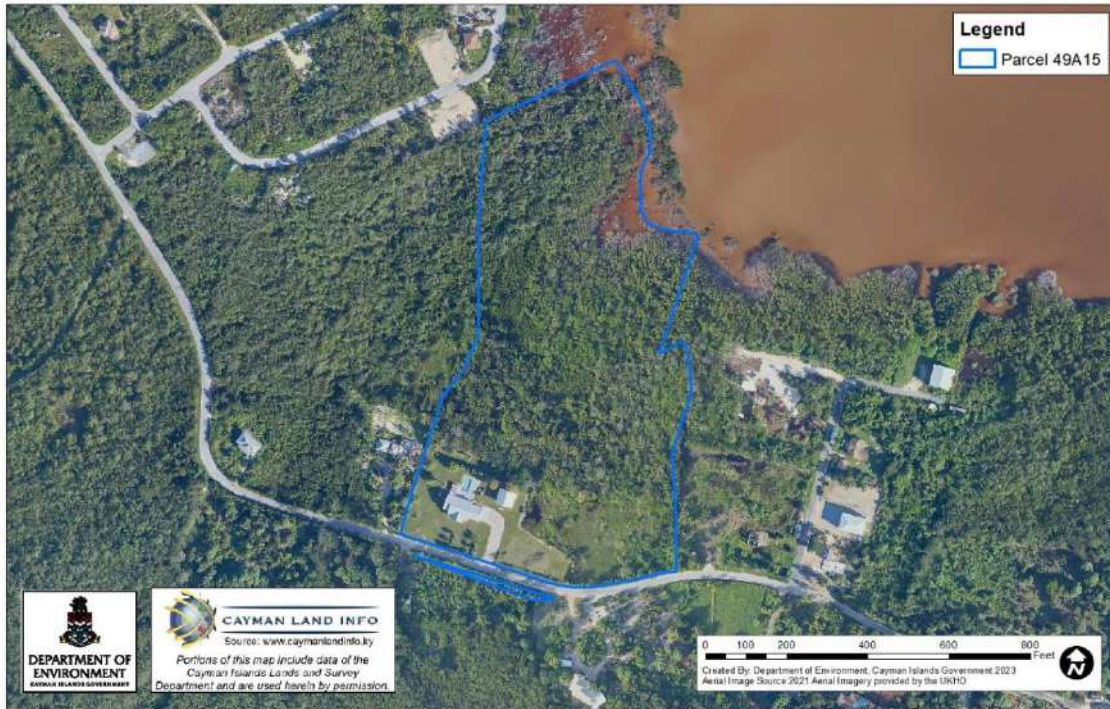 Legend
Parcel 49A15
DEPARTMENT OF
ENVIRONMENT
CAYMAN ISLANDS GOVERNMENT
CAYMAN LAND INFO
Source: www.caymanlandinfo.ky
Portions of this map include data of the
Cayman Islands Lands and Survey
Department and are used herein by permission.
0 100 200 400 600 800
Feet
Created By: Department of Environment, Cayman Islands Government 2023
Aerial Image Source:2021 Aerial Imagery provided by the UKHO
N